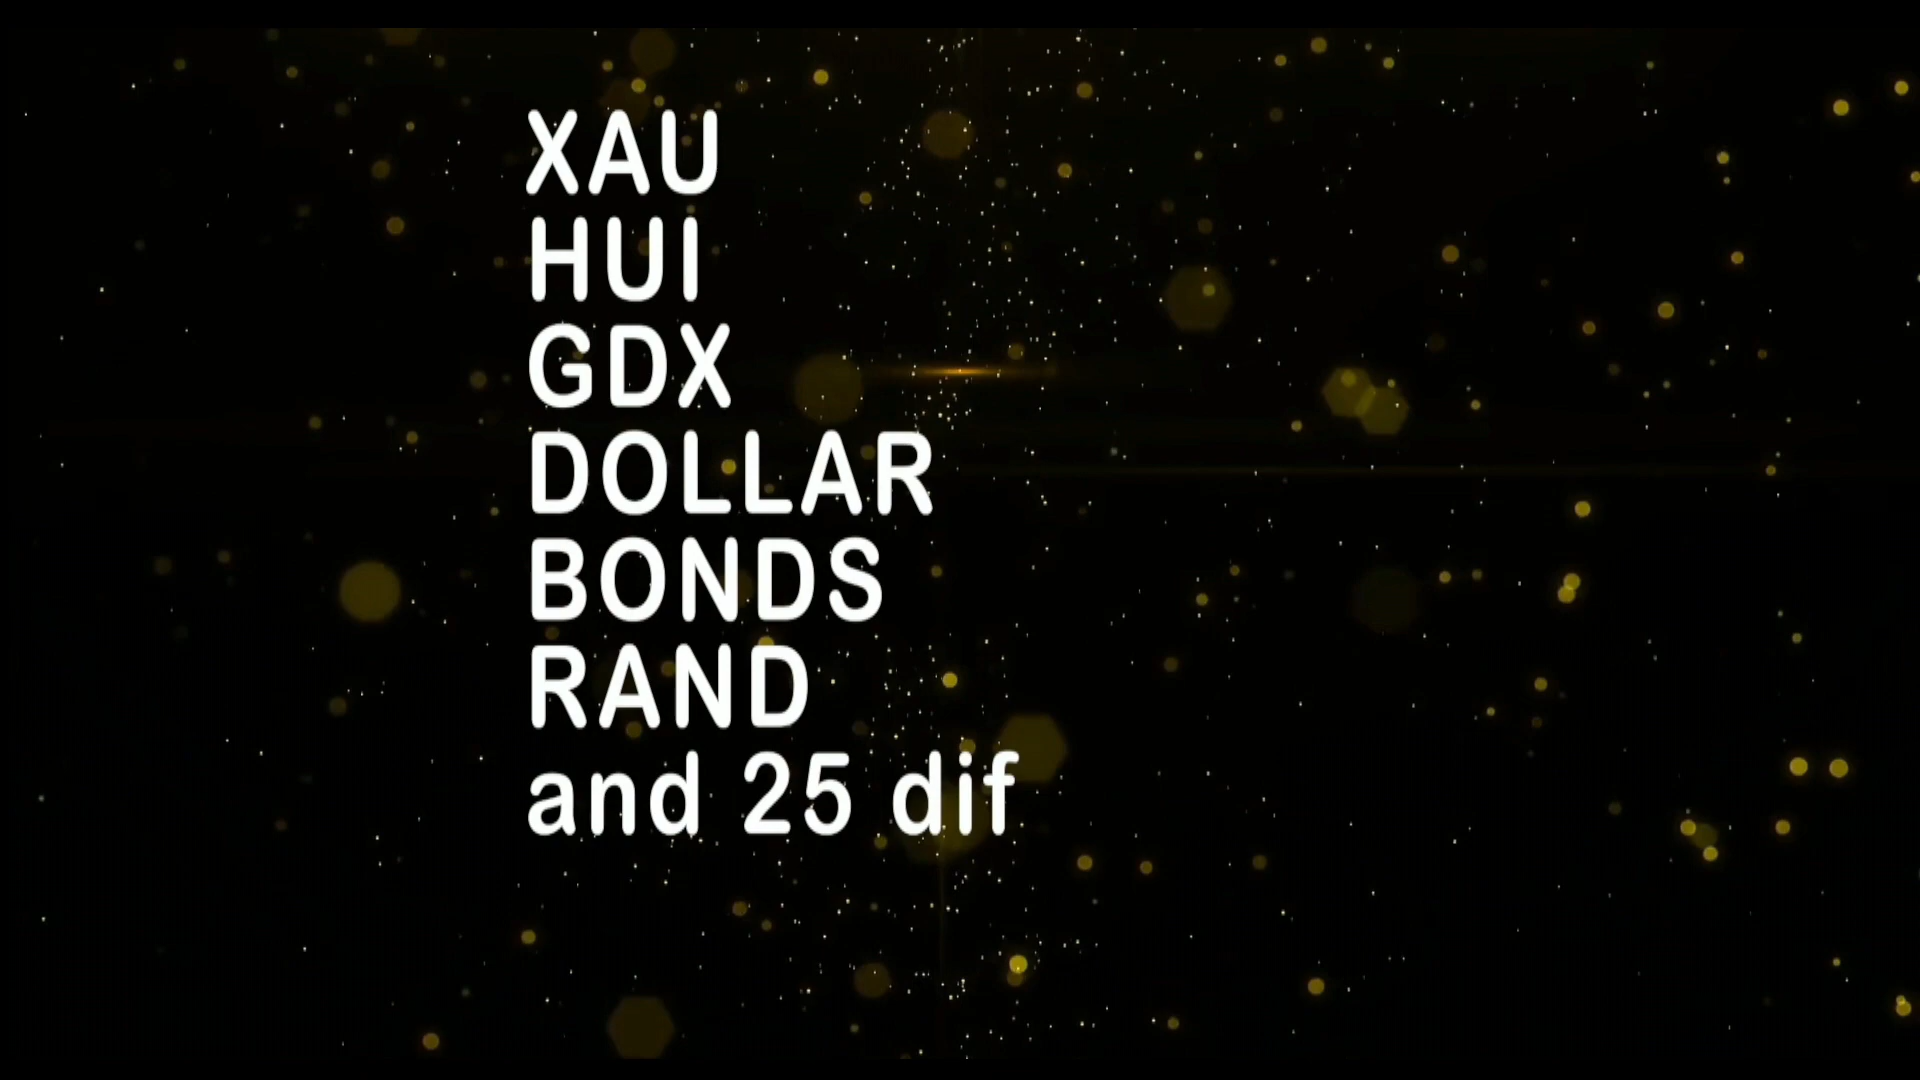 XAU
HUI
GDX
DOLLAR
BONDS
RAND
and 25 dif